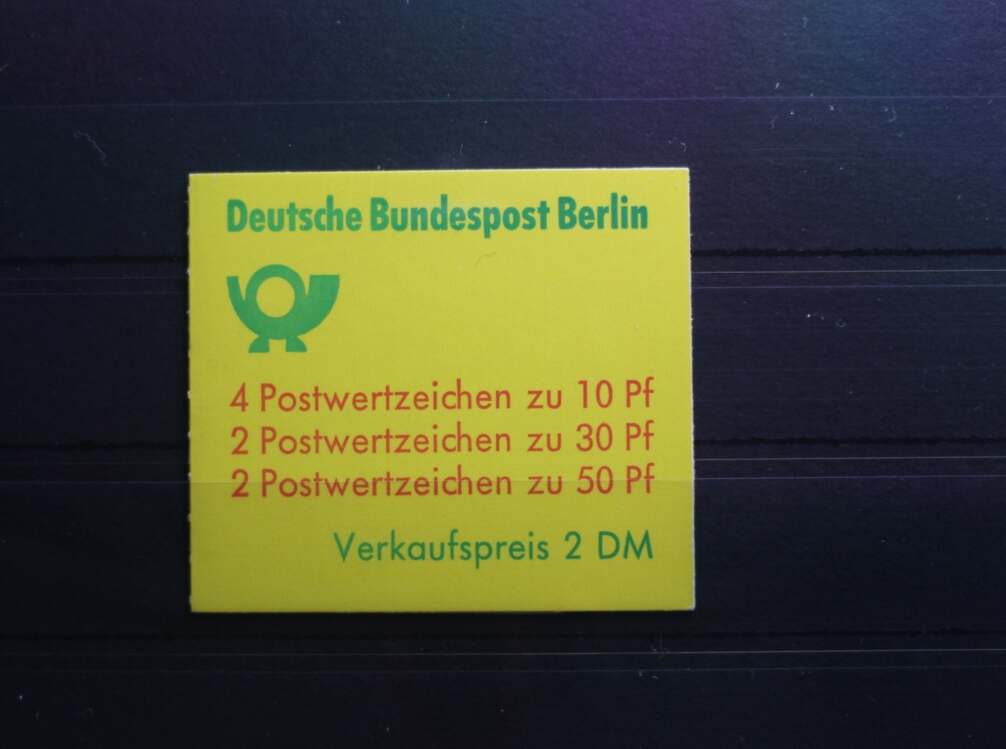 Deutsche Bundespost Berlin
4 Postwertzeichen zu 10 Pf
2 Postwertzeichen zu 30 Pf
2 Postwertzeichen zu 50 Pf
Verkaufspreis 2 DM